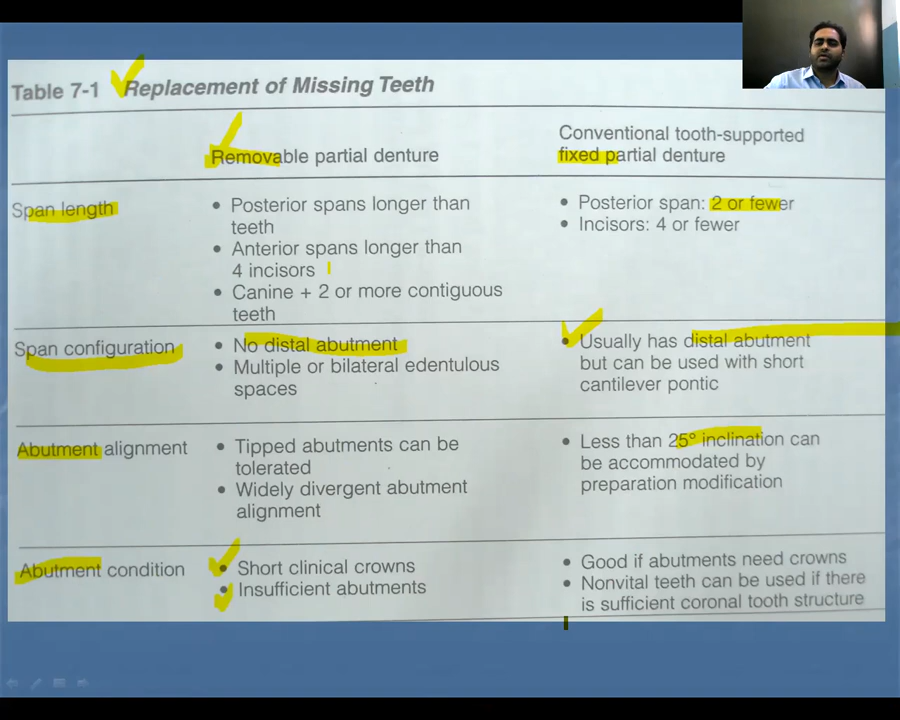 Table 7-1 Replacement of Missing Teeth
Removable partial denture
Conventional tooth-supported
fixed partial denture
Span length
• Posterior spans longer than
teeth
• Anterior spans longer than
4 incisors
• Canine + 2 or more contiguous
teeth
• Posterior span: 2 or fewer
• Incisors: 4 or fewer
Span configuration
• No distal abutment
• Multiple or bilateral edentulous
spaces
• Usually has distal abutment
but can be used with short
cantilever pontic
Abutment alignment
• Tipped abutments can be
tolerated
• Widely divergent abutment
alignment
• Less than 25° inclination can
be accommodated by
preparation modification
Abutment condition
• Short clinical crowns
• Insufficient abutments
• Good if abutments need crowns
• Nonvital teeth can be used if there
is sufficient coronal tooth structure